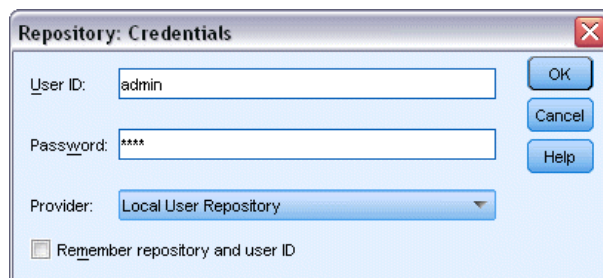 Repository: Credentials
User ID:
admin
OK
Cancel
Password:
****
Help
Provider:
Local User Repository
Remember repository and user ID